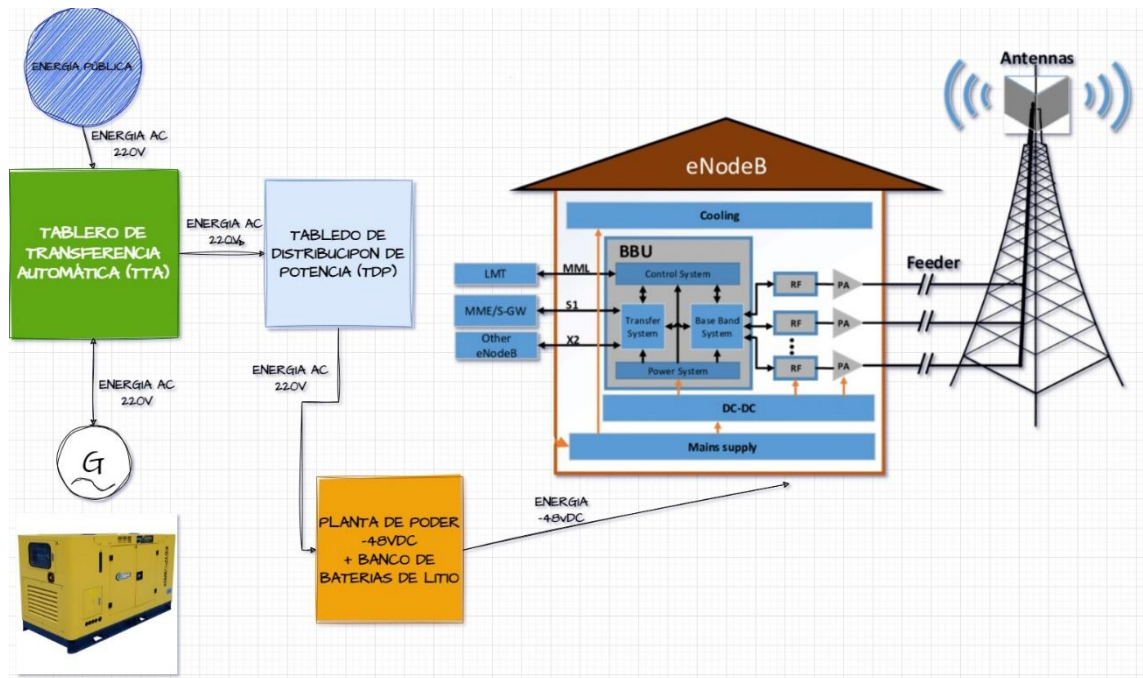 ENERGÍA PÚBLICA
ENERGIA AC
220V
TABLERO DE
TRANSFERENCIA
AUTOMÁTICA (TTA)
ENERGIA AC
220V
TABLEDO DE
DISTRIBUCIPON DE
POTENCIA (TDP)
ENERGIA AC
220V
G
ENERGIA AC
220V
PLANTA DE PODER
-48VDC
+ BANCO DE
BATERIAS DE LITIO
ENERGIA
-48VDC
eNodeB
Cooling
BBU
Control System
LMT
MML
MME/S-GW
S1
Other
eNodeB
X2
Transfer
System
Base Band
System
Power System
RF
PA
RF
PA
RF
PA
DC-DC
Mains supply
Feeder
Antennas